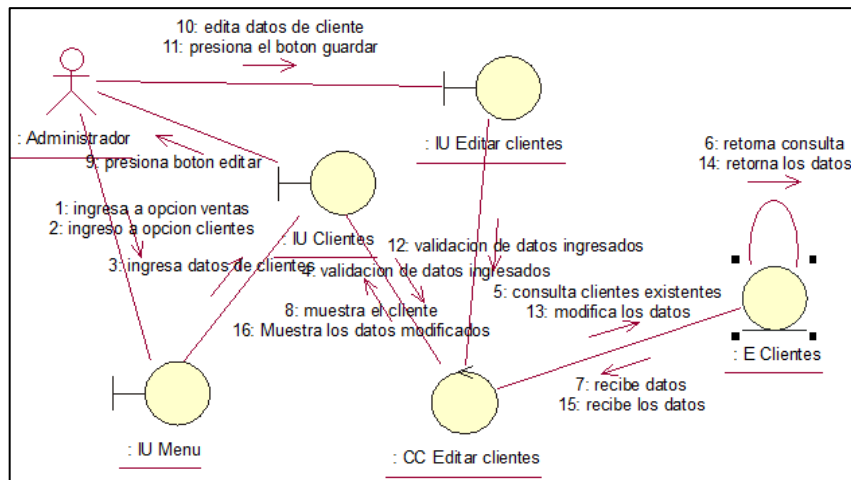 10: edita datos de cliente
11: presiona el boton guardar
: Administrador
: IU Editar clientes
6: retorna consulta
14: retorna los datos
9: presiona boton editar
1: ingresa a opcion ventas
2: ingreso a opcion clientes
: IU Clientes
12: validacion de datos ingresados
3: ingresa datos de clientes
4: validacion de datos ingresados
5: consulta clientes existentes
13: modifica los datos
8: muestra el cliente
16: Muestra los datos modificados
: E Clientes
7: recibe datos
15: recibe los datos
: IU Menu
: CC Editar clientes